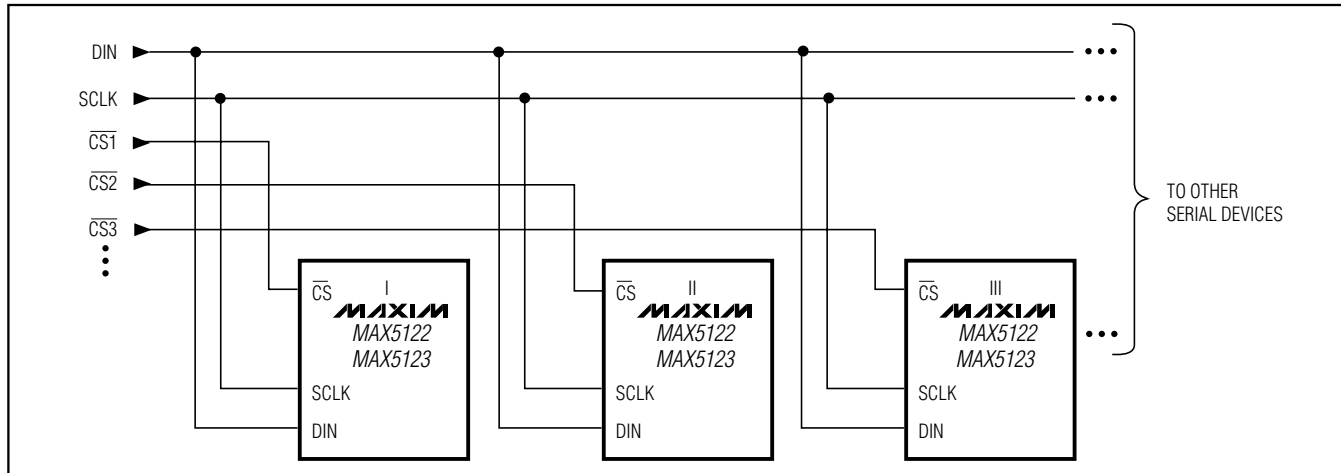 DIN
SCLK
CS1
CS2
CS3
TO OTHER
SERIAL DEVICES
CS
I
MAXIM
MAX5122
MAX5123
SCLK
DIN
CS
II
MAXIM
MAX5122
MAX5123
SCLK
DIN
CS
III
MAXIM
MAX5122
MAX5123
SCLK
DIN